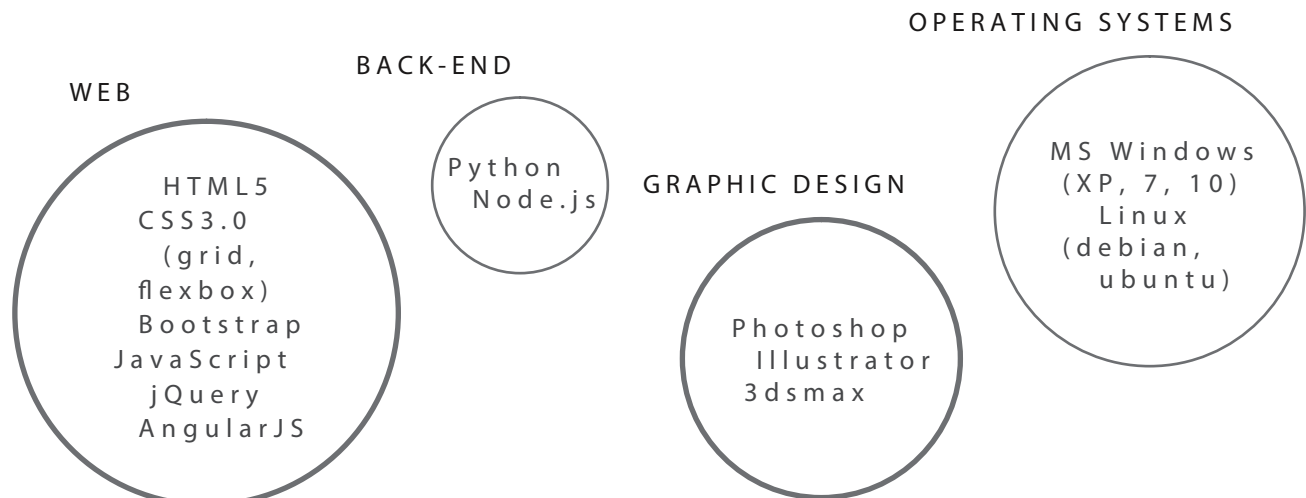 WEB
HTML5
CSS3.0
(grid,
flexbox)
Bootstrap
JavaScript
jQuery
AngularJS
BACK-END
Python
Node.js
GRAPHIC DESIGN
Photoshop
Illustrator
3dsmax
OPERATING SYSTEMS
MS Windows
(XP, 7, 10)
Linux
(debian,
ubuntu)